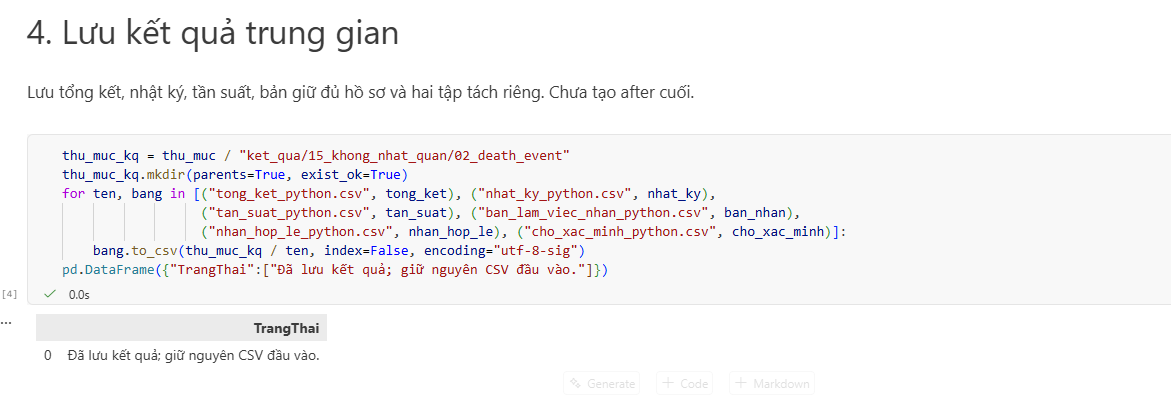 4. Lưu kết quả trung gian
Lưu tổng kết, nhật ký, tần suất, bản giữ đủ hồ sơ và hai tập tách riêng. Chưa tạo after cuối.
thu_muc_kq = thu_muc / "ket_qua/15_khong_nhat_quan/02_death_event"
thu_muc_kq.mkdir(parents=True, exist_ok=True)
for ten, bang in [("tong_ket_python.csv", tong_ket), ("nhat_ky_python.csv", nhat_ky),
("tan_suat_python.csv", tan_suat), ("ban_lam_viec_nhan_python.csv", ban_nhan),
("nhan_hop_le_python.csv", nhan_hop_le), ("cho_xac_minh_python.csv", cho_xac_minh)]:
bang.to_csv(thu_muc_kq / ten, index=False, encoding="utf-8-sig")
pd.DataFrame({"TrangThai":["Đã lưu kết quả; giữ nguyên CSV đầu vào."]})
[4] ✓ 0.0s
...
TrangThai
0 Đã lưu kết quả; giữ nguyên CSV đầu vào.
Generate + Code + Markdown